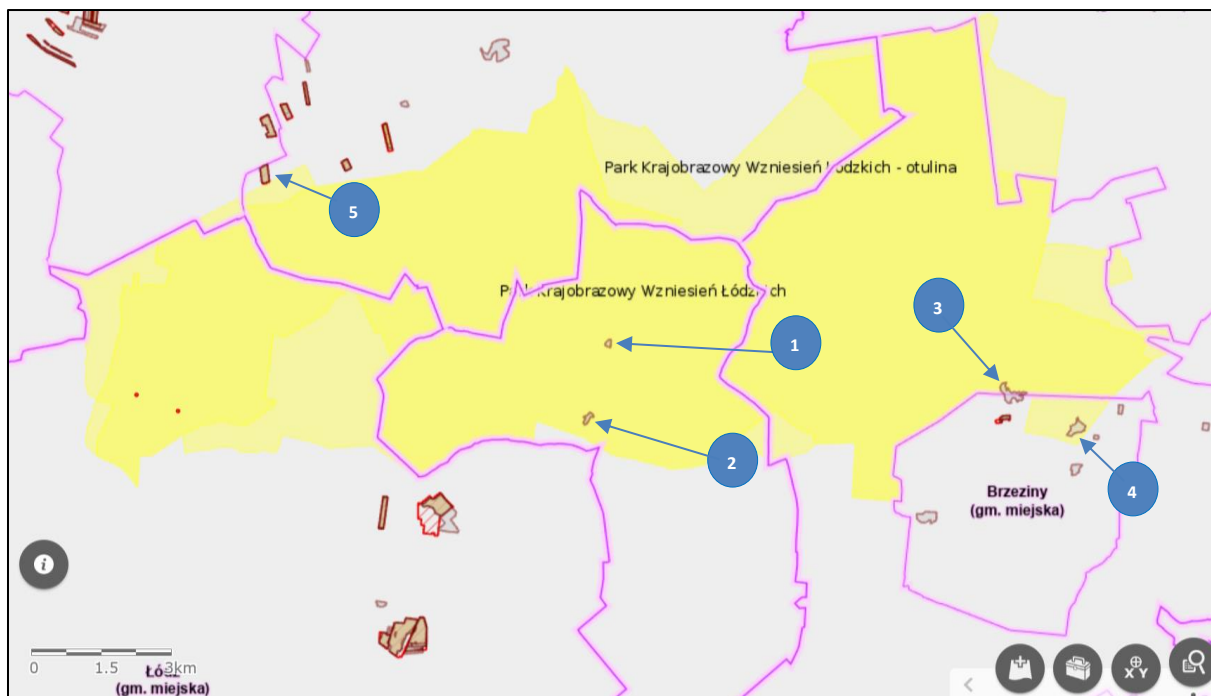 Park Krajobrazowy Wzniesień Łódzkich - otulina
5
Park Krajobrazowy Wzniesień Łódzkich
3
1
2
4
Brzeziny
(gm. miejska)
i
0 1.5 3km
Łódź
(gm. miejska)
X Y